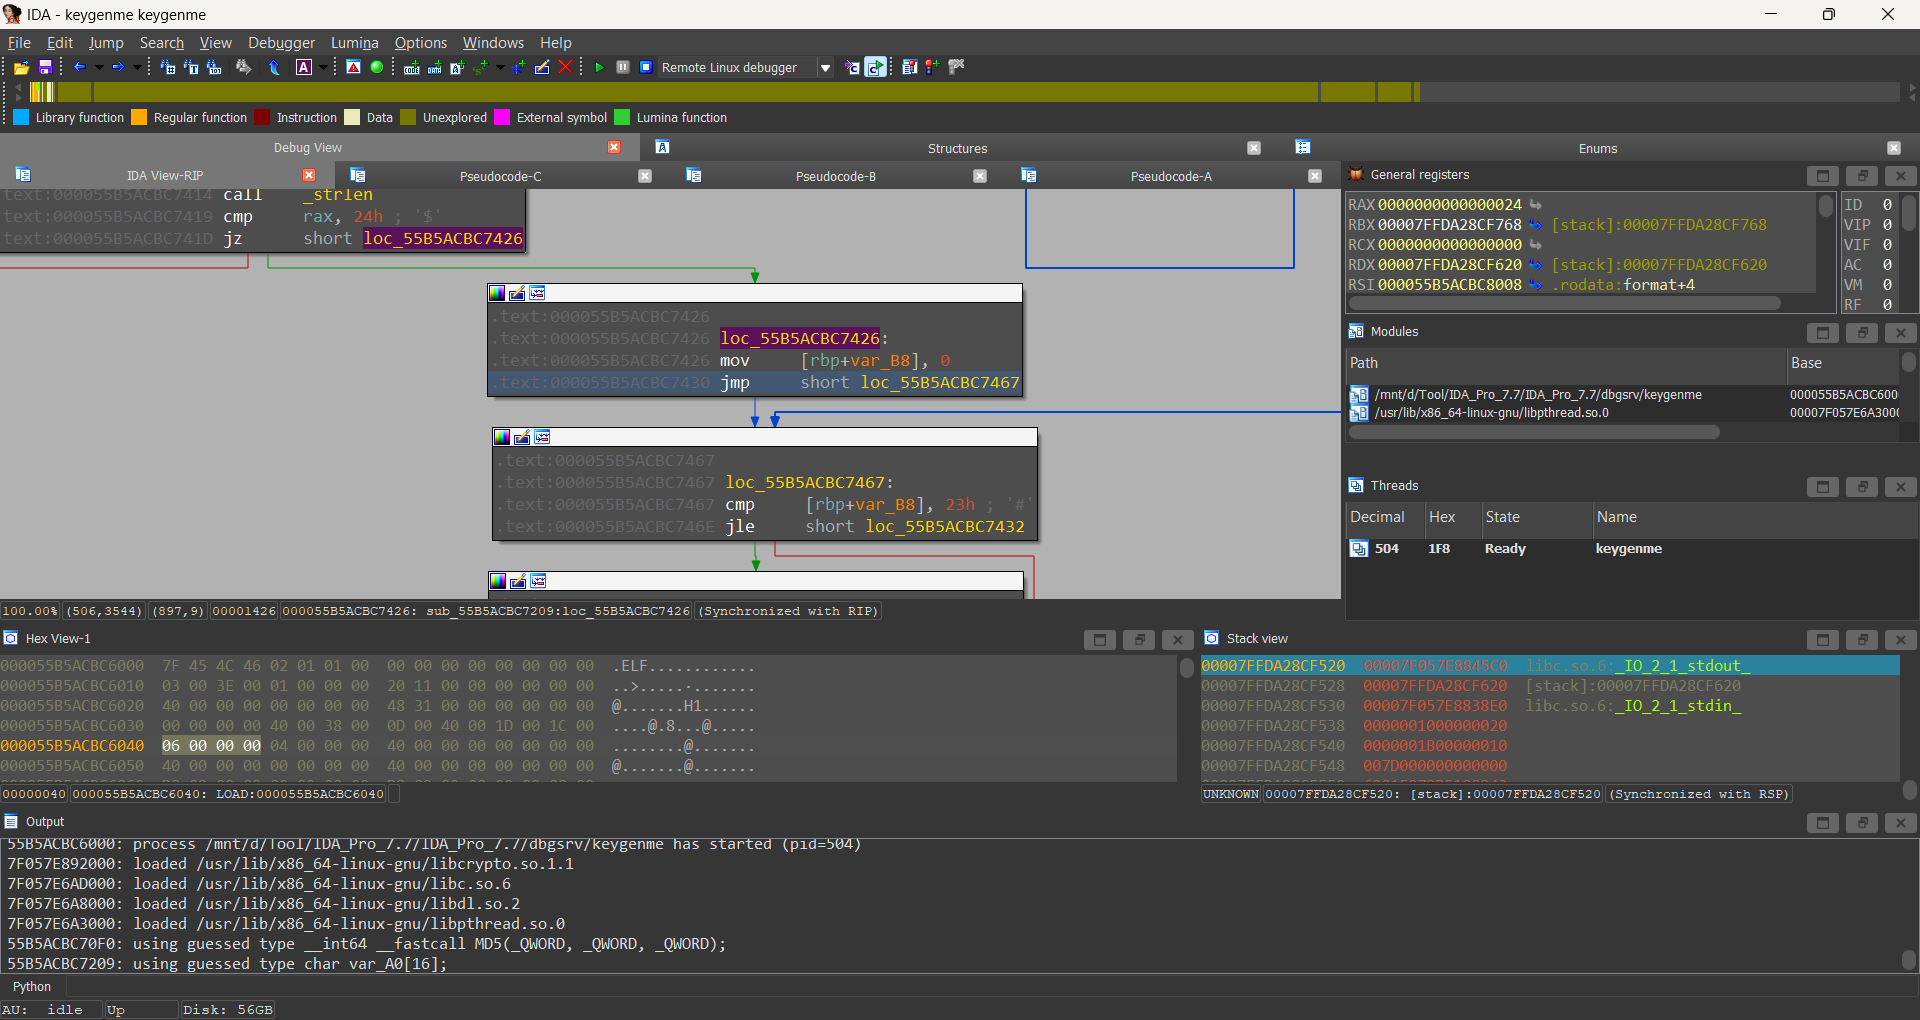 IDA - keygenme keygenme
File Edit Jump Search View Debugger Lumina Options Windows Help
Remote Linux debugger
Library function Regular function Instruction Data Unexplored External symbol Lumina function
Debug View Structures Enums
IDA View-RIP Pseudocode-C Pseudocode-B Pseudocode-A
text:000055B5ACBC7414 call _strlen
text:000055B5ACBC7419 cmp rax, 24h ; '$'
text:000055B5ACBC741D jz short loc_55B5ACBC7426
.text:000055B5ACBC7426
.text:000055B5ACBC7426 loc_55B5ACBC7426:
.text:000055B5ACBC7426 mov [rbp+var_B8], 0
.text:000055B5ACBC7430 jmp short loc_55B5ACBC7467
.text:000055B5ACBC7467
.text:000055B5ACBC7467 loc_55B5ACBC7467:
.text:000055B5ACBC7467 cmp [rbp+var_B8], 23h ; '#'
.text:000055B5ACBC746E jle short loc_55B5ACBC7432
100.00% (506,3544) (897,9) 00001426 000055B5ACBC7426: sub_55B5ACBC7209:loc_55B5ACBC7426 (Synchronized with RIP)
General registers
RAX 0000000000000024
RBX 00007FFDA28CF768 [stack]:00007FFDA28CF768
RCX 0000000000000000
RDX 00007FFDA28CF620 [stack]:00007FFDA28CF620
RSI 000055B5ACBC8008 .rodata:format+4
ID 0
VIP 0
VIF 0
AC 0
VM 0
RF 0
Modules
Path Base
/mnt/d/Tool/IDA_Pro_7.7/IDA_Pro_7.7/dbgsrv/keygenme 000055B5ACBC600
/usr/lib/x86_64-linux-gnu/libpthread.so.0 00007F057E6A300
Threads
Decimal Hex State Name
504 1F8 Ready keygenme
Hex View-1
000055B5ACBC6000 7F 45 4C 46 02 01 01 00 00 00 00 00 00 00 00 00 .ELF............
000055B5ACBC6010 03 00 3E 00 01 00 00 00 20 11 00 00 00 00 00 00 ..>.............
000055B5ACBC6020 40 00 00 00 00 00 00 00 48 31 00 00 00 00 00 00 @.......H1......
000055B5ACBC6030 00 00 00 00 40 00 38 00 0D 00 40 00 1D 00 1C 00 ....@.8...@.....
000055B5ACBC6040 06 00 00 00 04 00 00 00 40 00 00 00 00 00 00 00 ........@.......
000055B5ACBC6050 40 00 00 00 00 00 00 00 40 00 00 00 00 00 00 00 @.......@.......
00000040 000055B5ACBC6040: LOAD:000055B5ACBC6040
Stack view
00007FFDA28CF520 00007F057E8845C0 libc.so.6:_IO_2_1_stdout_
00007FFDA28CF528 00007FFDA28CF620 [stack]:00007FFDA28CF620
00007FFDA28CF530 00007F057E8838E0 libc.so.6:_IO_2_1_stdin_
00007FFDA28CF538 0000001000000020
00007FFDA28CF540 0000001B00000010
00007FFDA28CF548 007D000000000000
UNKNOWN 00007FFDA28CF520: [stack]:00007FFDA28CF520 (Synchronized with RSP)
Output
55B5ACBC6000: process /mnt/d/Tool/IDA_Pro_7.7/IDA_Pro_7.7/dbgsrv/keygenme has started (pid=504)
7F057E892000: loaded /usr/lib/x86_64-linux-gnu/libcrypto.so.1.1
7F057E6AD000: loaded /usr/lib/x86_64-linux-gnu/libc.so.6
7F057E6A8000: loaded /usr/lib/x86_64-linux-gnu/libdl.so.2
7F057E6A3000: loaded /usr/lib/x86_64-linux-gnu/libpthread.so.0
55B5ACBC70F0: using guessed type __int64 __fastcall MD5(_QWORD, _QWORD, _QWORD);
55B5ACBC7209: using guessed type char var_A0[16];
Python
AU: idle Up Disk: 56GB